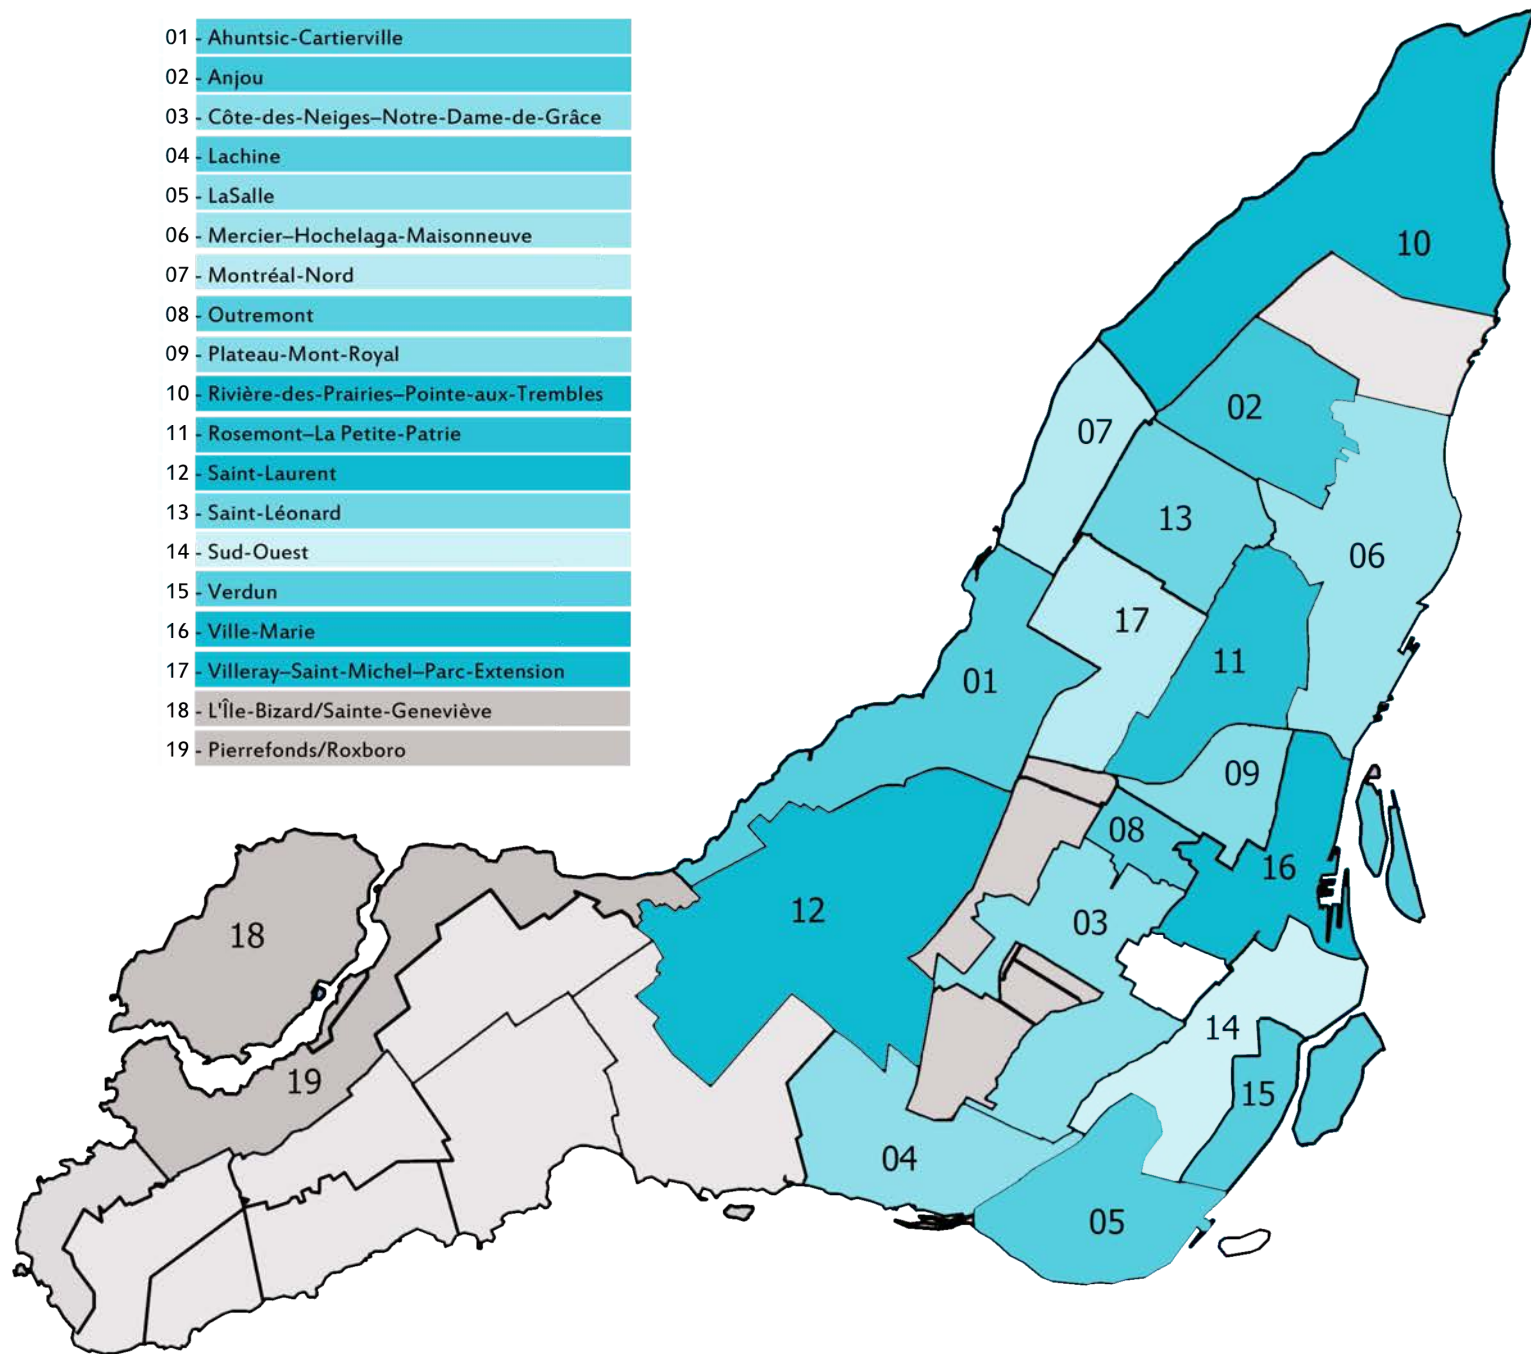 01 - Ahuntsic-Cartierville
02 - Anjou
03 - Côte-des-Neiges–Notre-Dame-de-Grâce
04 - Lachine
05 - LaSalle
06 - Mercier–Hochelaga-Maisonneuve
07 - Montréal-Nord
08 - Outremont
09 - Plateau-Mont-Royal
10 - Rivière-des-Prairies–Pointe-aux-Trembles
11 - Rosemont–La Petite-Patrie
12 - Saint-Laurent
13 - Saint-Léonard
14 - Sud-Ouest
15 - Verdun
16 - Ville-Marie
17 - Villeray–Saint-Michel–Parc-Extension
18 - L'Île-Bizard/Sainte-Geneviève
19 - Pierrefonds/Roxboro
10
02
07
13
06
17
11
01
09
08
16
12
03
18
14
19
15
04
05